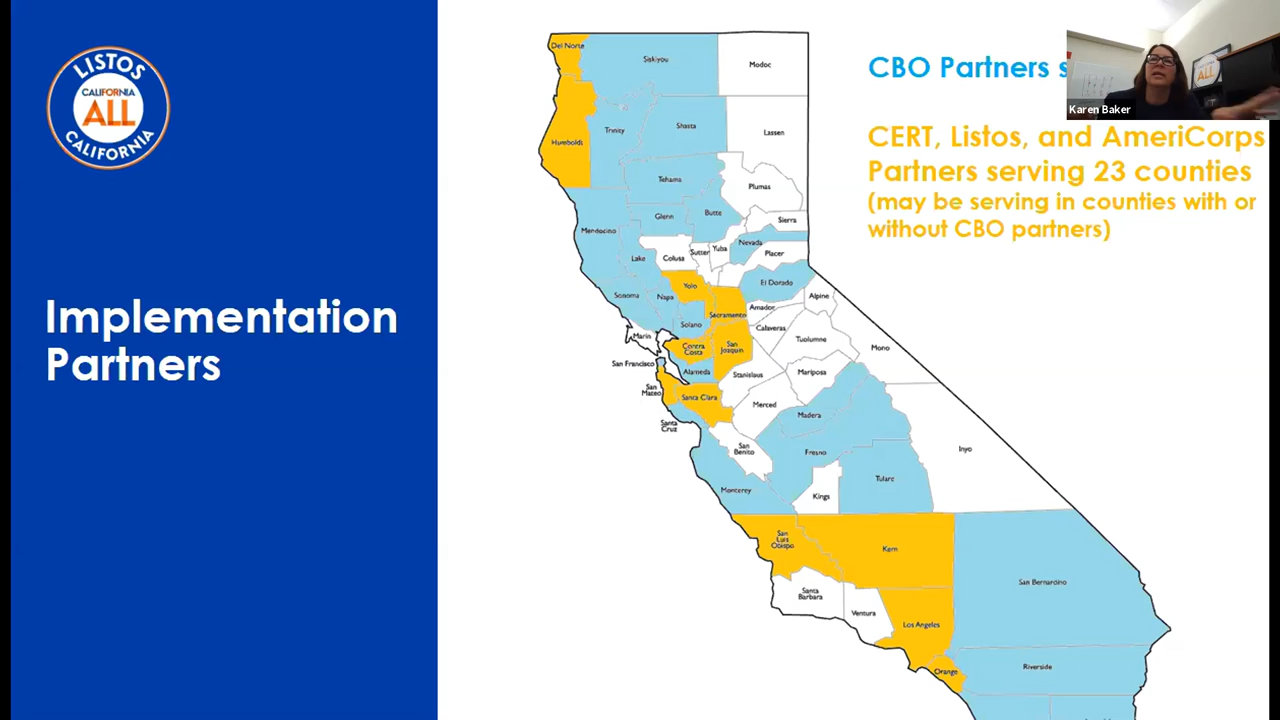 LISTOS
CALIFORNIA
ALL
CALIFORNIA
Implementation
Partners
CBO Partners
ALL
Karen Baker
CERT, Listos, and AmeriCorps
Partners serving 23 counties
(may be serving in counties with or
without CBO partners)
Del Norte
Siskiyou
Modoc
Humboldt
Trinity
Shasta
Lassen
Tehama
Plumas
Mendocino
Glenn
Butte
Sierra
Lake
Colusa
Sutter
Yuba
Nevada
Placer
Sonoma
Napa
Yolo
El Dorado
Alpine
Sacramento
Amador
Solano
Calaveras
Marin
Contra
Costa
San
Joaquin
Tuolumne
Mono
San Francisco
Alameda
Stanislaus
Mariposa
San
Mateo
Santa Clara
Merced
Madera
Santa
Cruz
San
Benito
Fresno
Inyo
Monterey
Kings
Tulare
San
Luis
Obispo
Kern
San Bernardino
Santa
Barbara
Ventura
Los Angeles
Orange
Riverside